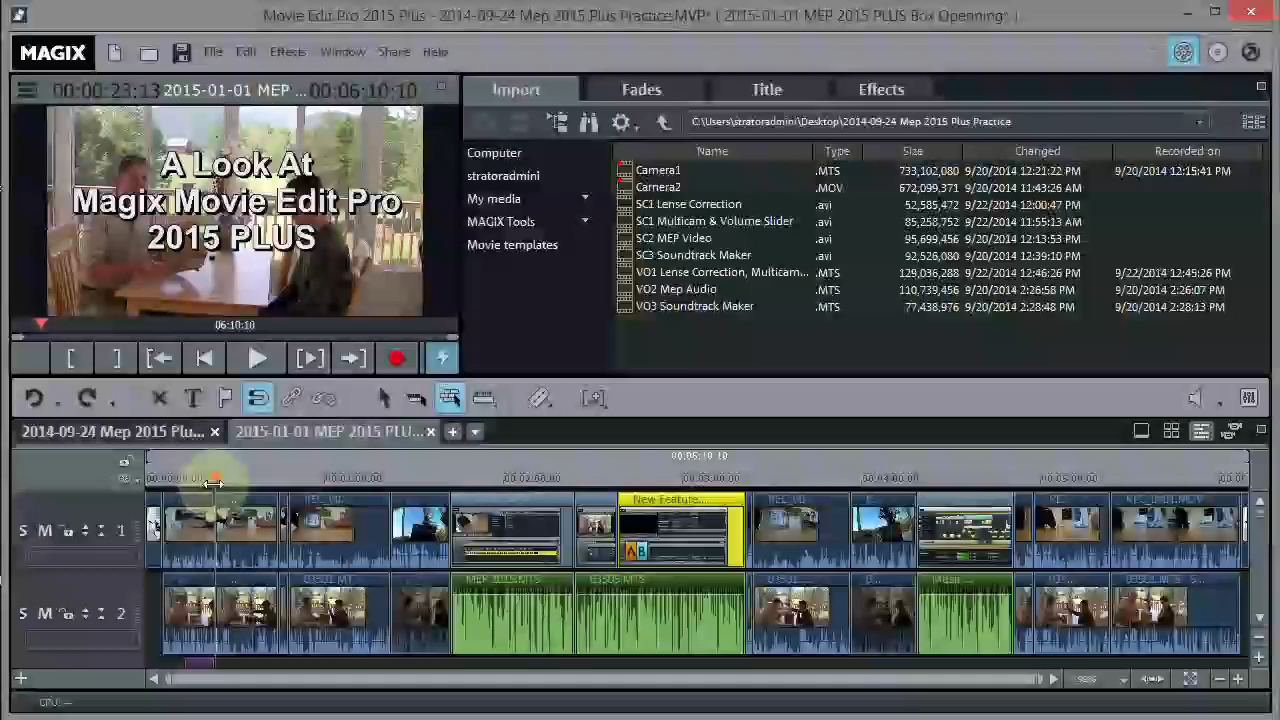 Movie Edit Pro 2015 Plus - 2014-09-24 Mep 2015 Plus Practice.MVP* ( 2015-01-01 MEP 2015 PLUS Box Openning* )
MAGIX File Edit Effects Window Share Help
00:00:23:13 2015-01-01 MEP ... 00:06:10:10
Import Fades Title Effects
C:\Users\stratoradmini\Desktop\2014-09-24 Mep 2015 Plus Practice
A Look At
Magix Movie Edit Pro
2015 PLUS
06:10:10
Computer
stratoradmini
My media
MAGIX Tools
Movie templates
Name Type Size Changed Recorded on
Camera1 .MTS 733,102,080 9/20/2014 12:21:22 PM 9/20/2014 12:15:41 PM
Camera2 .MOV 672,099,371 9/20/2014 11:43:26 AM
SC1 Lense Correction .avi 52,585,472 9/22/2014 12:00:47 PM
SC1 Multicam & Volume Slider .avi 85,258,752 9/20/2014 11:55:13 AM
SC2 MEP Video .avi 95,699,456 9/20/2014 12:13:53 PM
SC3 Soundtrack Maker .avi 92,526,080 9/20/2014 12:39:10 PM
VO1 Lense Correction, Multicam... .MTS 129,036,288 9/22/2014 12:46:26 PM 9/22/2014 12:45:26 PM
VO2 Mep Audio .MTS 110,739,456 9/20/2014 2:26:58 PM 9/20/2014 2:26:07 PM
VO3 Soundtrack Maker .MTS 77,438,976 9/20/2014 2:28:48 PM 9/20/2014 2:28:13 PM
2014-09-24 Mep 2015 Plu... 2015-01-01 MEP 2015 PLU...
00:06:10:10
S M 1
New Feature...
A B
S M 2
MEP 2015.MTS
CPU: —